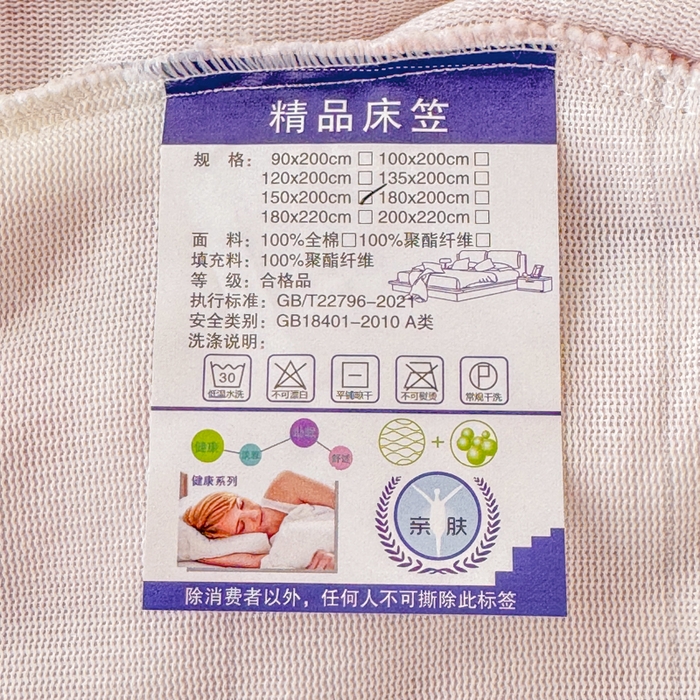 精品床笠
规 格： 90x200cm □ 100x200cm □
120x200cm □ 135x200cm □
150x200cm ☑ 180x200cm □
180x220cm □ 200x220cm □
面 料：100%全棉□100%聚酯纤维□
填充料：100%聚酯纤维
等 级：合格品
执行标准：GB/T22796-2021
安全类别：GB18401-2010 A类
洗涤说明：
30
P
低温水洗 不可漂白 平铺晾干 不可熨烫 常规干洗
健康
舒适
+
健康系列
亲肤
除消费者以外，任何人不可撕除此标签